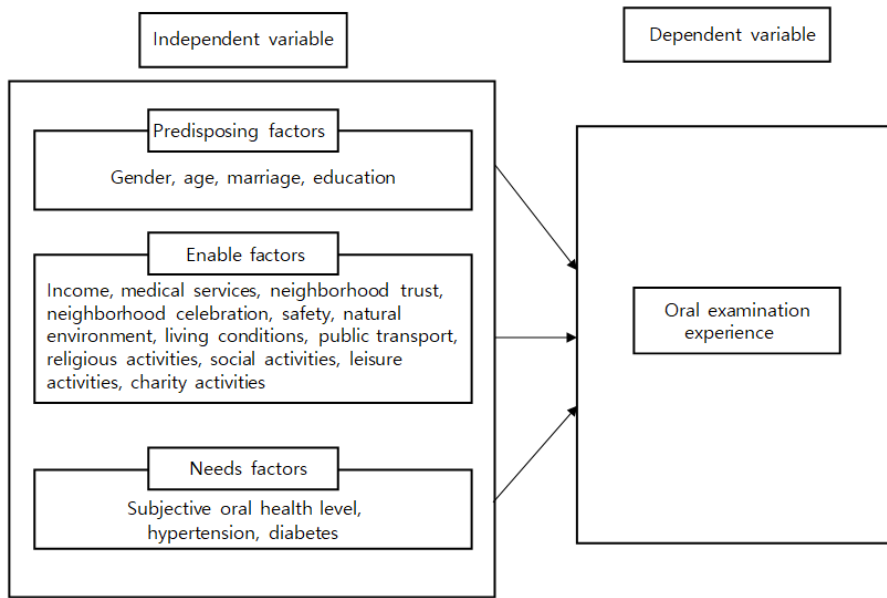 Independent variable
Dependent variable
Predisposing factors
Gender, age, marriage, education
Enable factors
Income, medical services, neighborhood trust,
neighborhood celebration, safety, natural
environment, living conditions, public transport,
religious activities, social activities, leisure
activities, charity activities
Needs factors
Subjective oral health level,
hypertension, diabetes
Oral examination
experience